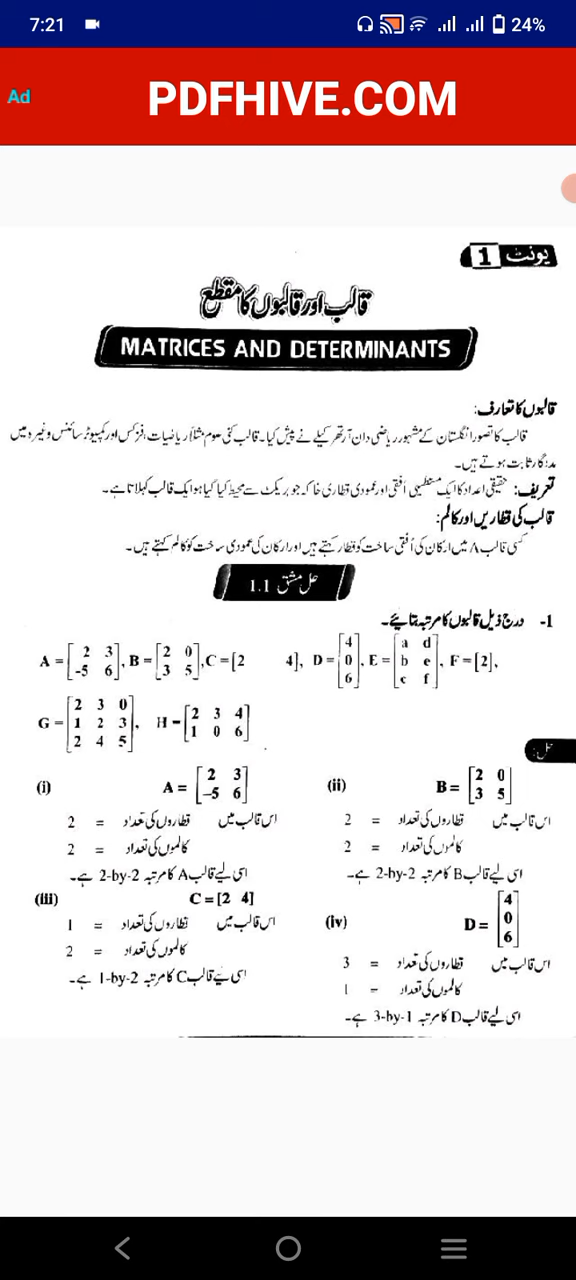 7:21
24%
Ad
PDFHIVE.COM
یونٹ 1
قالب اور قالبوں کا مقطع
MATRICES AND DETERMINANTS
قالبوں کا تعارف:
قالب کا تصور انگلستان کے مشہور ریاضی دان آرتھر کیلے نے پیش کیا۔ قالب کئی علوم مثلاً ریاضیات، فزکس اور کمپیوٹر سائنس وغیرہ میں
مددگار ثابت ہوتے ہیں۔
تعریف: حقیقی اعداد کا ایک مستطیلی اُفقی اور عمودی قطاری خاکہ جو بریکٹ سے محیط کیا گیا ہو ایک قالب کہلاتا ہے۔
قالب کی قطاریں اور کالم:
کسی قالب A میں ارکان کی اُفقی ساخت کو قطار کہتے ہیں اور ارکان کی عمودی ساخت کو کالم کہتے ہیں۔
حل مشق 1.1
1- درج ذیل قالبوں کا مرتبہ بتائیے۔
A = [2 3; -5 6], B = [2 0; 3 5], C = [2 4], D = [4; 0; 6], E = [a d; b e; c f], F = [2],
G = [2 3 0; 1 2 3; 2 4 5], H = [2 3 4; 1 0 6]
حل:
(i) A = [2 3; -5 6]
اس قالب میں قطاروں کی تعداد = 2
کالموں کی تعداد = 2
اسی لیے قالب A کا مرتبہ 2-by-2 ہے۔
(ii) B = [2 0; 3 5]
اس قالب میں قطاروں کی تعداد = 2
کالموں کی تعداد = 2
اسی لیے قالب B کا مرتبہ 2-by-2 ہے۔
(iii) C = [2 4]
اس قالب میں قطاروں کی تعداد = 1
کالموں کی تعداد = 2
اسی لیے قالب C کا مرتبہ 1-by-2 ہے۔
(iv) D = [4; 0; 6]
اس قالب میں قطاروں کی تعداد = 3
کالموں کی تعداد = 1
اسی لیے قالب D کا مرتبہ 3-by-1 ہے۔